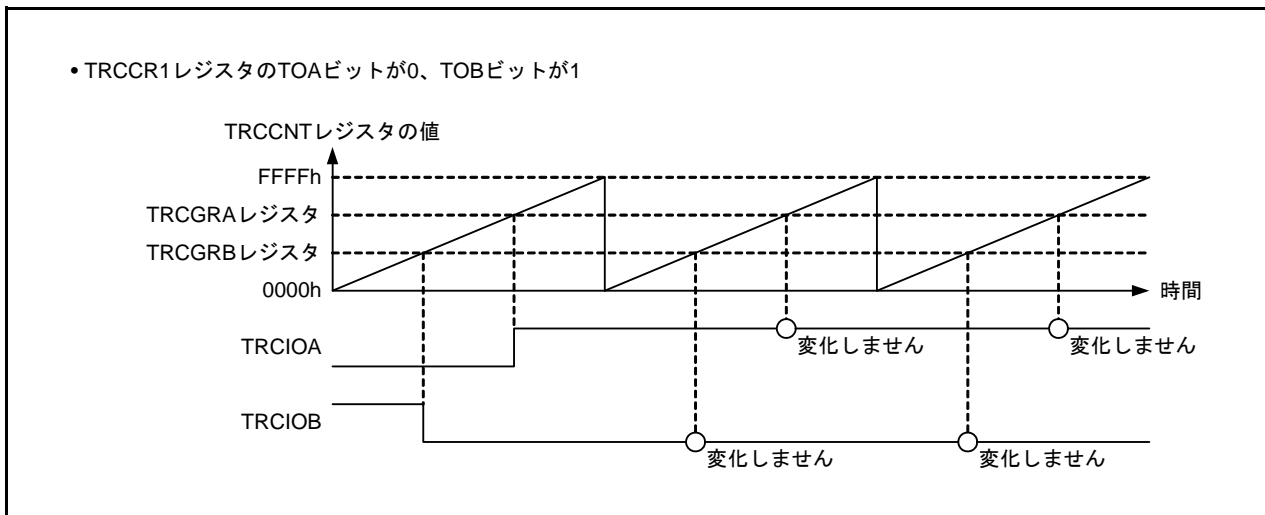 • TRCCR1レジスタのTOAビットが0、TOBビットが1
TRCCNTレジスタの値
FFFFh
TRCGRAレジスタ
TRCGRBレジスタ
0000h
時間
TRCIOA
変化しません
変化しません
TRCIOB
変化しません
変化しません